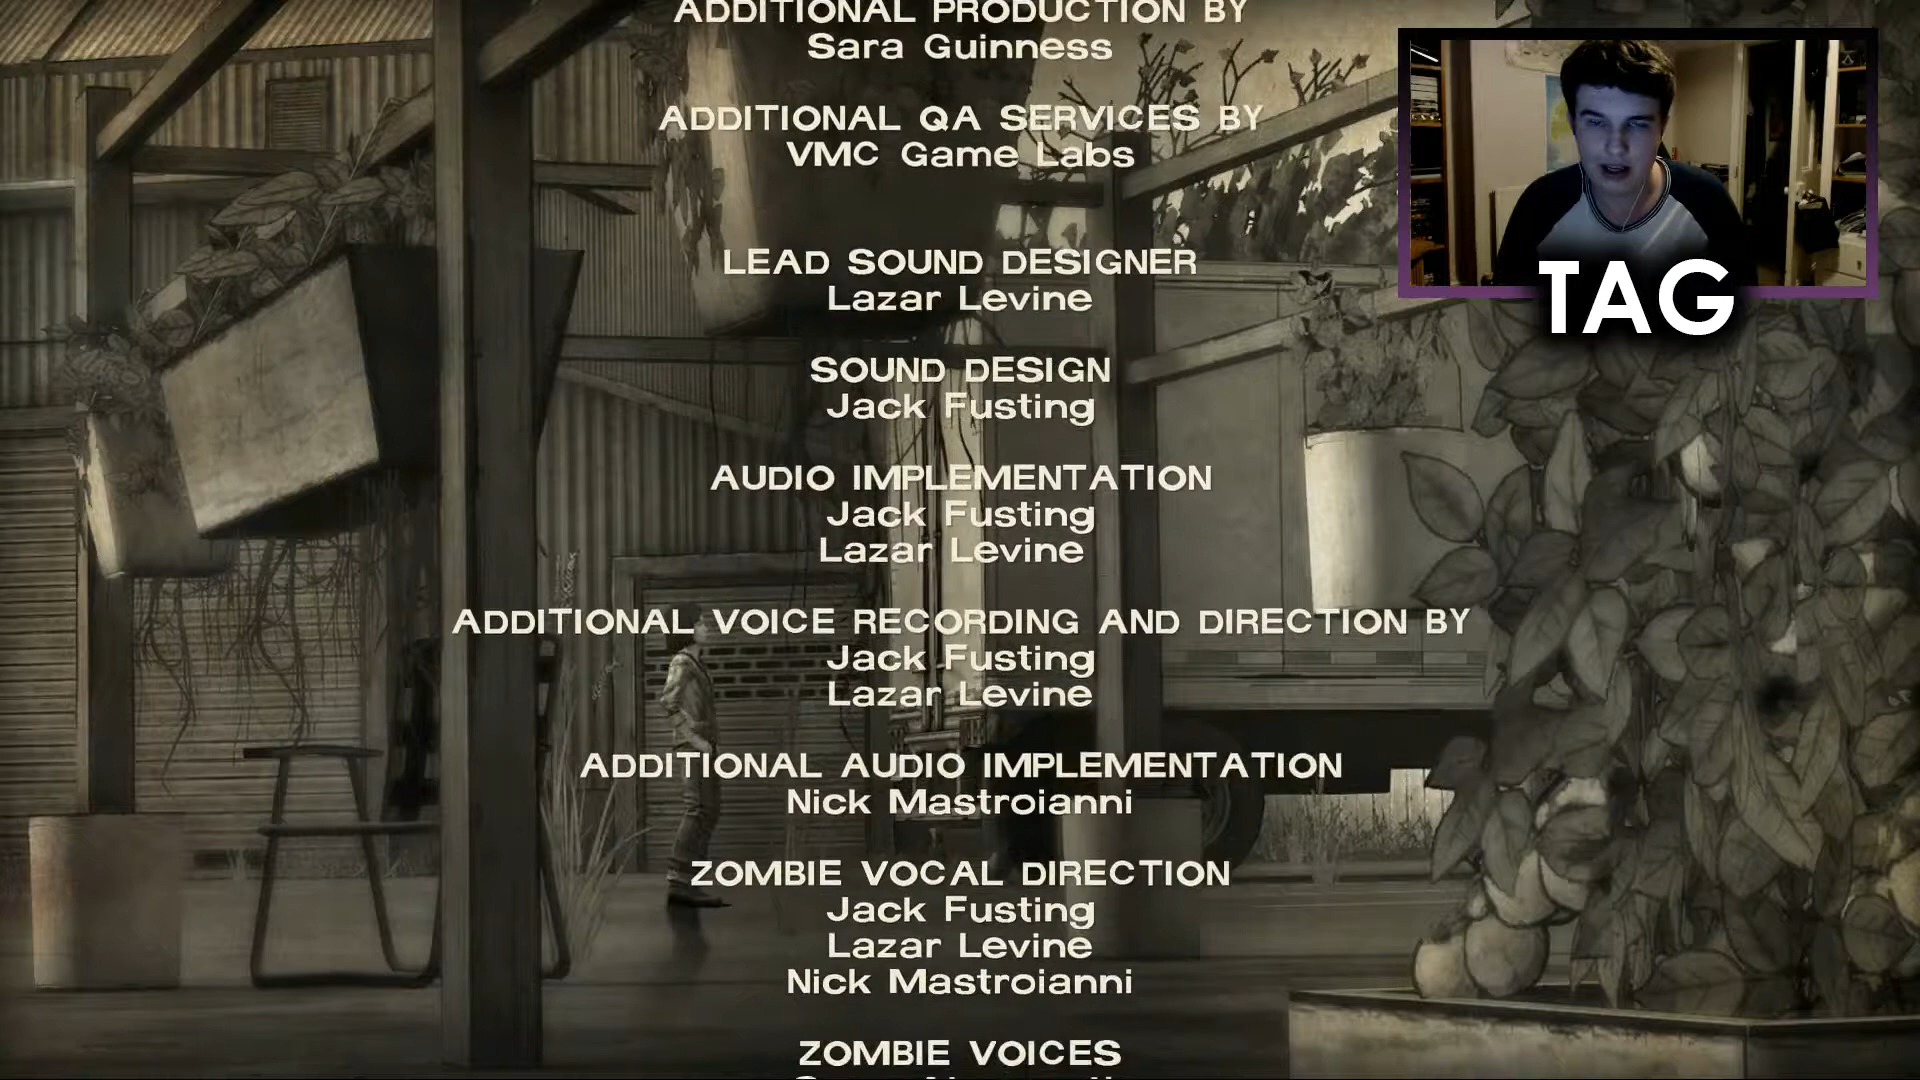 ADDITIONAL PRODUCTION BY
Sara Guinness
ADDITIONAL QA SERVICES BY
VMC Game Labs
LEAD SOUND DESIGNER
Lazar Levine
SOUND DESIGN
Jack Fusting
AUDIO IMPLEMENTATION
Jack Fusting
Lazar Levine
ADDITIONAL VOICE RECORDING AND DIRECTION BY
Jack Fusting
Lazar Levine
ADDITIONAL AUDIO IMPLEMENTATION
Nick Mastroianni
ZOMBIE VOCAL DIRECTION
Jack Fusting
Lazar Levine
Nick Mastroianni
ZOMBIE VOICES
TAG